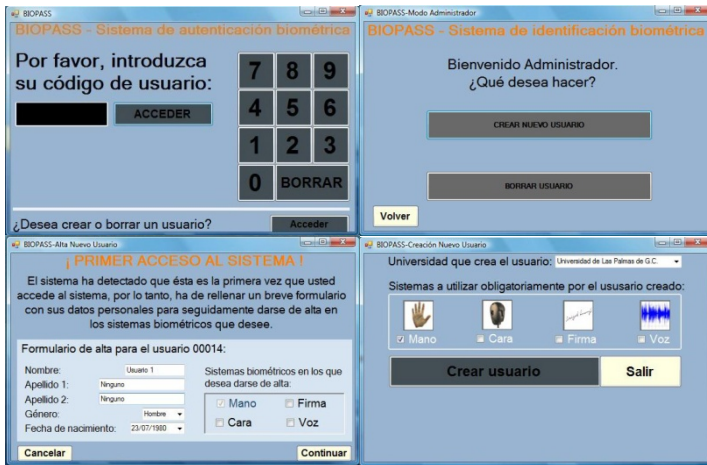 BIOPASS
BIOPASS - Sistema de autenticación biométrica
Por favor, introduzca
su código de usuario:
ACCEDER
7 8 9
4 5 6
1 2 3
0 BORRAR
¿Desea crear o borrar un usuario?
Acceder
BIOPASS-Modo Administrador
BIOPASS - Sistema de identificación biométrica
Bienvenido Administrador.
¿Qué desea hacer?
CREAR NUEVO USUARIO
BORRAR USUARIO
Volver
BIOPASS-Alta Nuevo Usuario
¡ PRIMER ACCESO AL SISTEMA !
El sistema ha detectado que ésta es la primera vez que usted
accede al sistema, por lo tanto, ha de rellenar un breve formulario
con sus datos personales para seguidamente darse de alta en
los sistemas biométricos que desee.
Formulario de alta para el usuario 00014:
Nombre: Usuario 1
Apellido 1: Ninguno
Apellido 2: Ninguno
Género: Hombre
Fecha de nacimiento: 23/07/1980
Sistemas biométricos en los que
desea darse de alta:
Mano Firma
Cara Voz
Cancelar
Continuar
BIOPASS-Creación Nuevo Usuario
Universidad que crea el usuario: Universidad de Las Palmas de G.C.
Sistemas a utilizar obligatoriamente por el ususario creado:
Mano Cara Firma Voz
Crear usuario
Salir